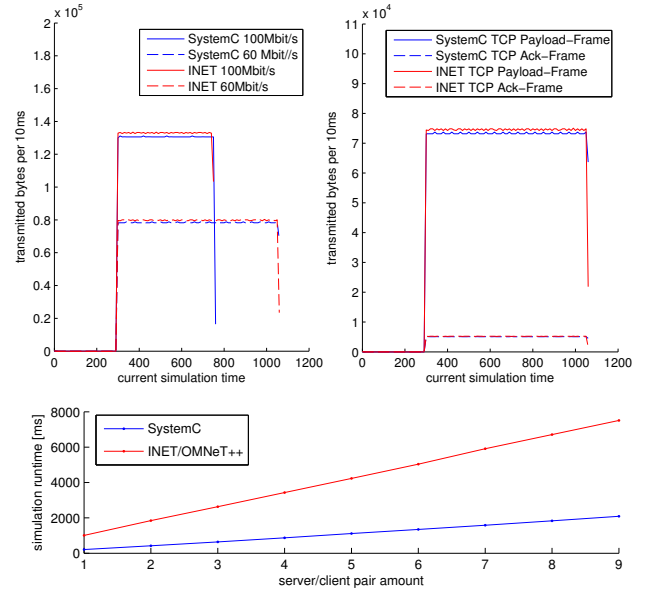 x 10^5
2
1.8
1.6
1.4
1.2
1
0.8
0.6
0.4
0.2
0
0 200 400 600 800 1000 1200
transmitted bytes per 10ms
current simulation time
SystemC 100Mbit/s
SystemC 60 Mbit//s
INET 100Mbit/s
INET 60Mbit/s
x 10^4
11
10
9
8
7
6
5
4
3
2
1
0
0 200 400 600 800 1000 1200
transmitted bytes per 10ms
current simulation time
SystemC TCP Payload−Frame
SystemC TCP Ack−Frame
INET TCP Payload−Frame
INET TCP Ack−Frame
8000
6000
4000
2000
0
1 2 3 4 5 6 7 8 9
simulation runtime [ms]
server/client pair amount
SystemC
INET/OMNeT++